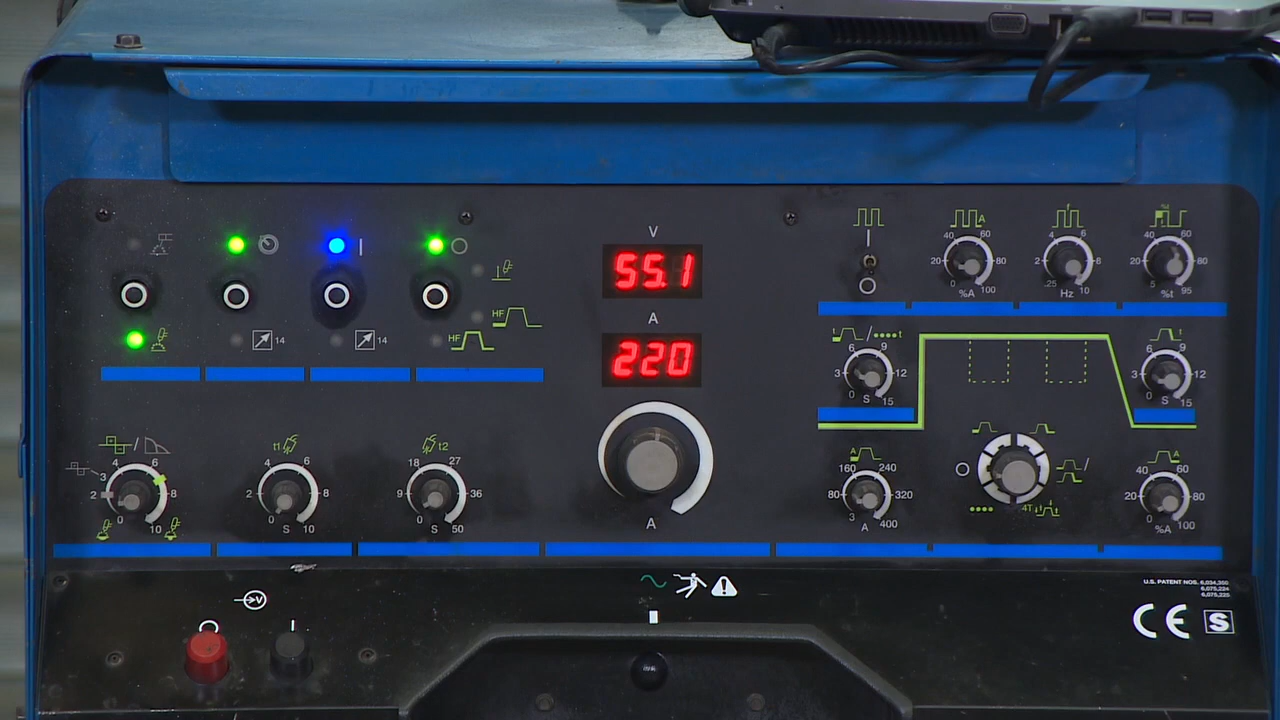 V
55.1
A
220
A
14
14
HF
HF
A
40 60
20 80
0 100
%A
4 6
2 8
.25 10
Hz
%t
40 60
20 80
5 95
%t
t / t
6 9
3 12
0 15
S
t
6 9
3 12
0 15
S
4 6
3
2 8
0 10
t1
4 6
2 8
0 10
S
t2
18 27
9 36
0 50
S
A
160 240
80 320
3 400
A
4T
A
40 60
20 80
0 100
%A
V
U.S. PATENT NOS. 6,034,350
6,075,224
6,075,225
CE S